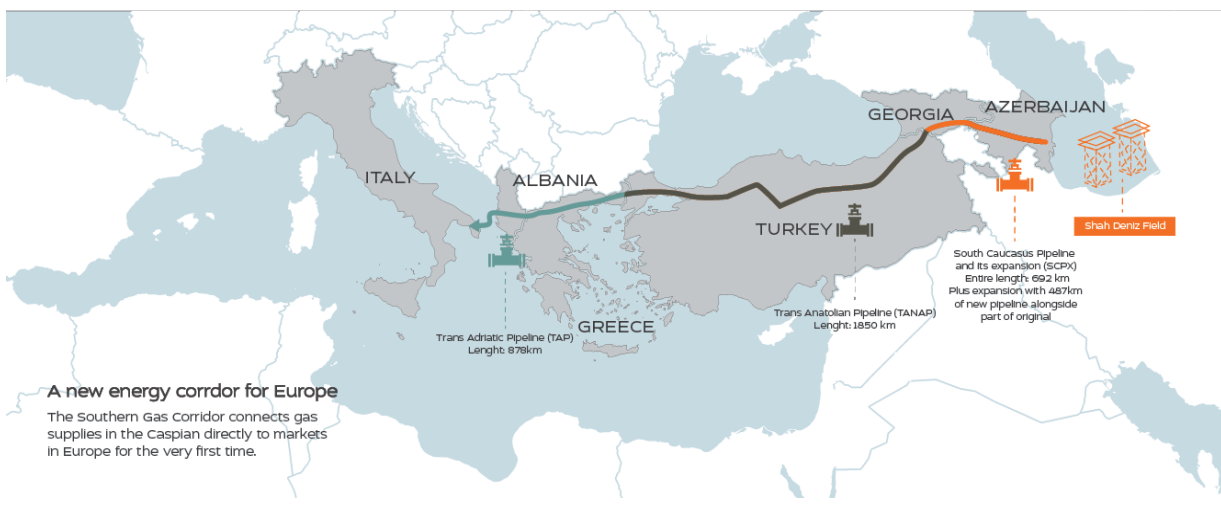 GEORGIA
AZERBAIJAN
ITALY
ALBANIA
TURKEY
GREECE
Shah Deniz Field
South Caucasus Pipeline
and its expansion (SCPX)
Entire length: 692 km
Plus expansion with 487km
of new pipeline alongside
part of original
Trans Anatolian Pipeline (TANAP)
Lenght: 1850 km
Trans Adriatic Pipeline (TAP)
Lenght: 878km
A new energy corrdor for Europe
The Southern Gas Corridor connects gas
supplies in the Caspian directly to markets
in Europe for the very first time.